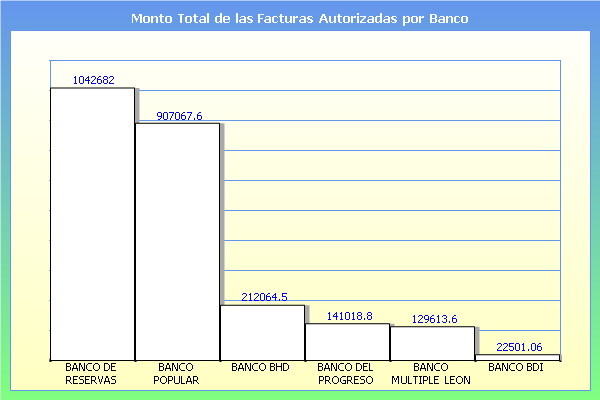 Monto Total de las Facturas Autorizadas por Banco
1042682
907067.6
212064.5
141018.8
129613.6
22501.06
BANCO DE
RESERVAS
BANCO
POPULAR
BANCO BHD
BANCO DEL
PROGRESO
BANCO
MULTIPLE LEON
BANCO BDI